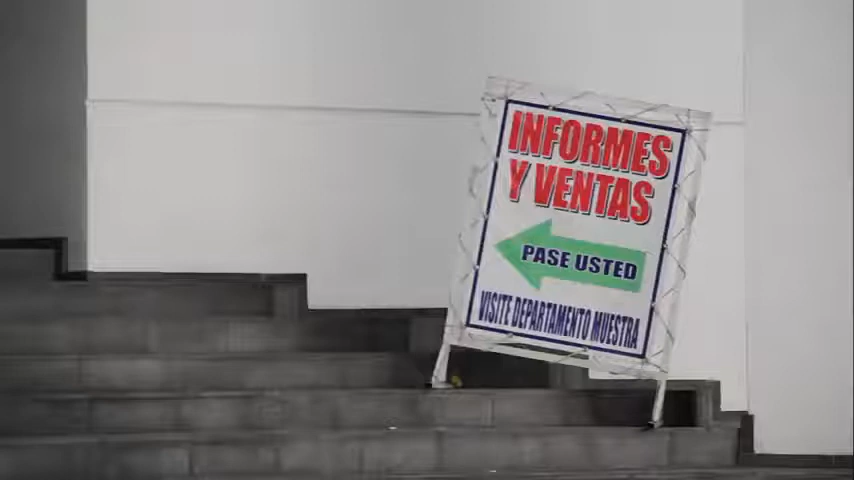 INFORMES
Y VENTAS
PASE USTED
VISITE DEPARTAMENTO MUESTRA